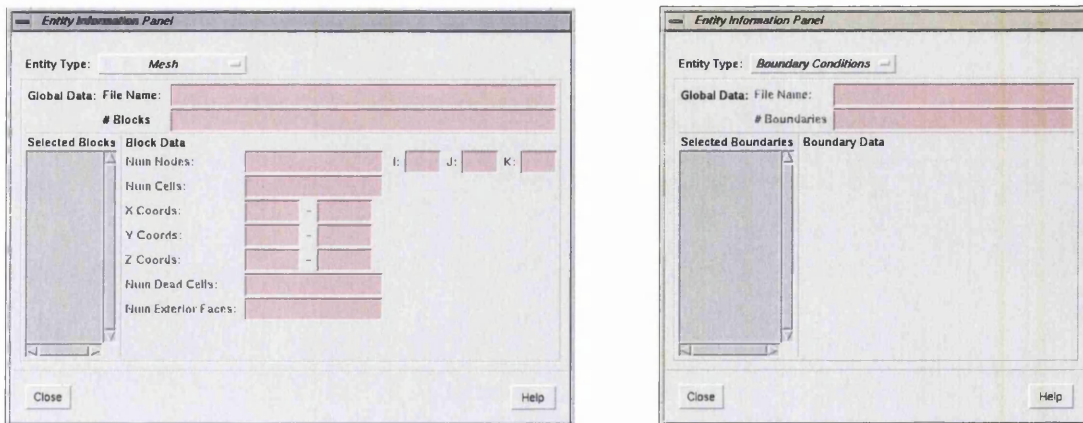 Entity Information Panel
Entity Type: Mesh
Global Data: File Name:
# Blocks
Selected Blocks Block Data
Num Nodes: I: J: K:
Num Cells:
X Coords: -
Y Coords: -
Z Coords: -
Num Dead Cells:
Num Exterior Faces:
Close Help
Entity Information Panel
Entity Type: Boundary Conditions
Global Data: File Name:
# Boundaries
Selected Boundaries Boundary Data
Close Help